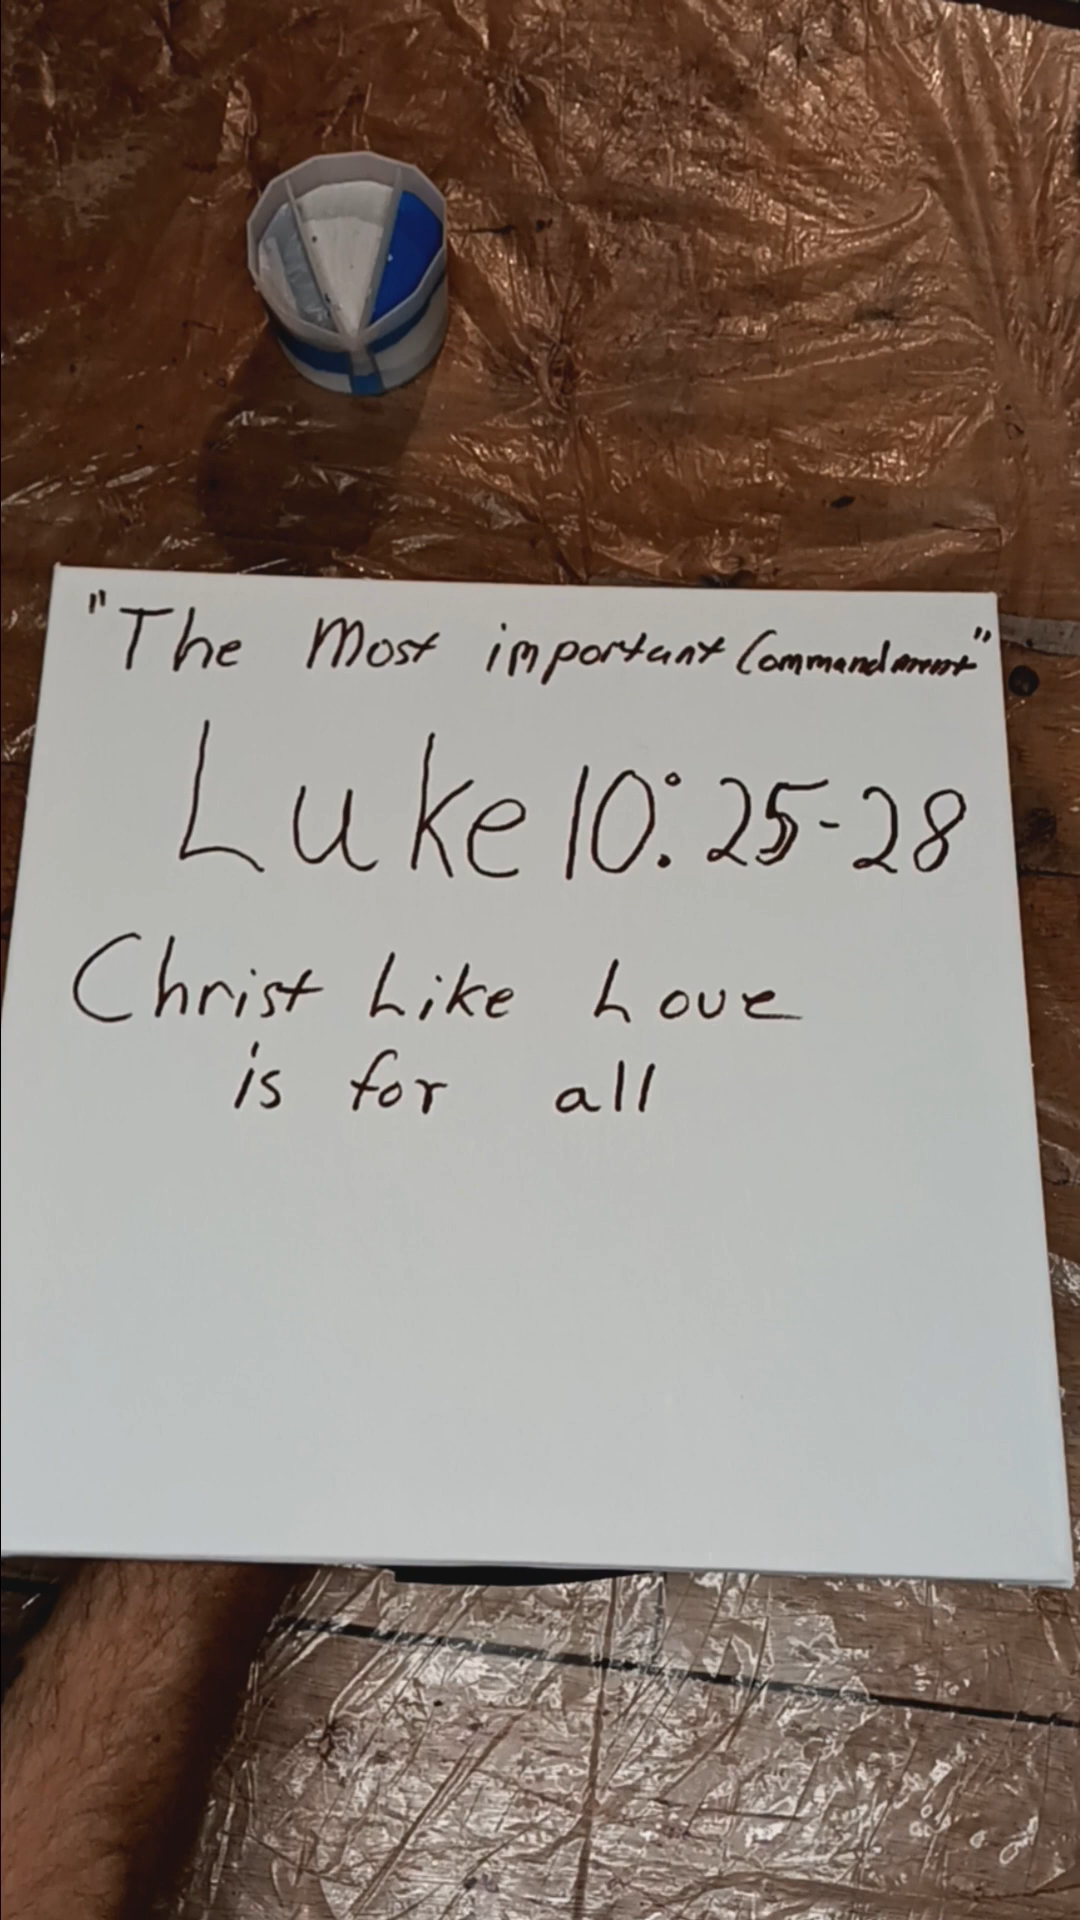 "The Most important Commandment"
Luke 10:25-28
Christ Like Love
is for all